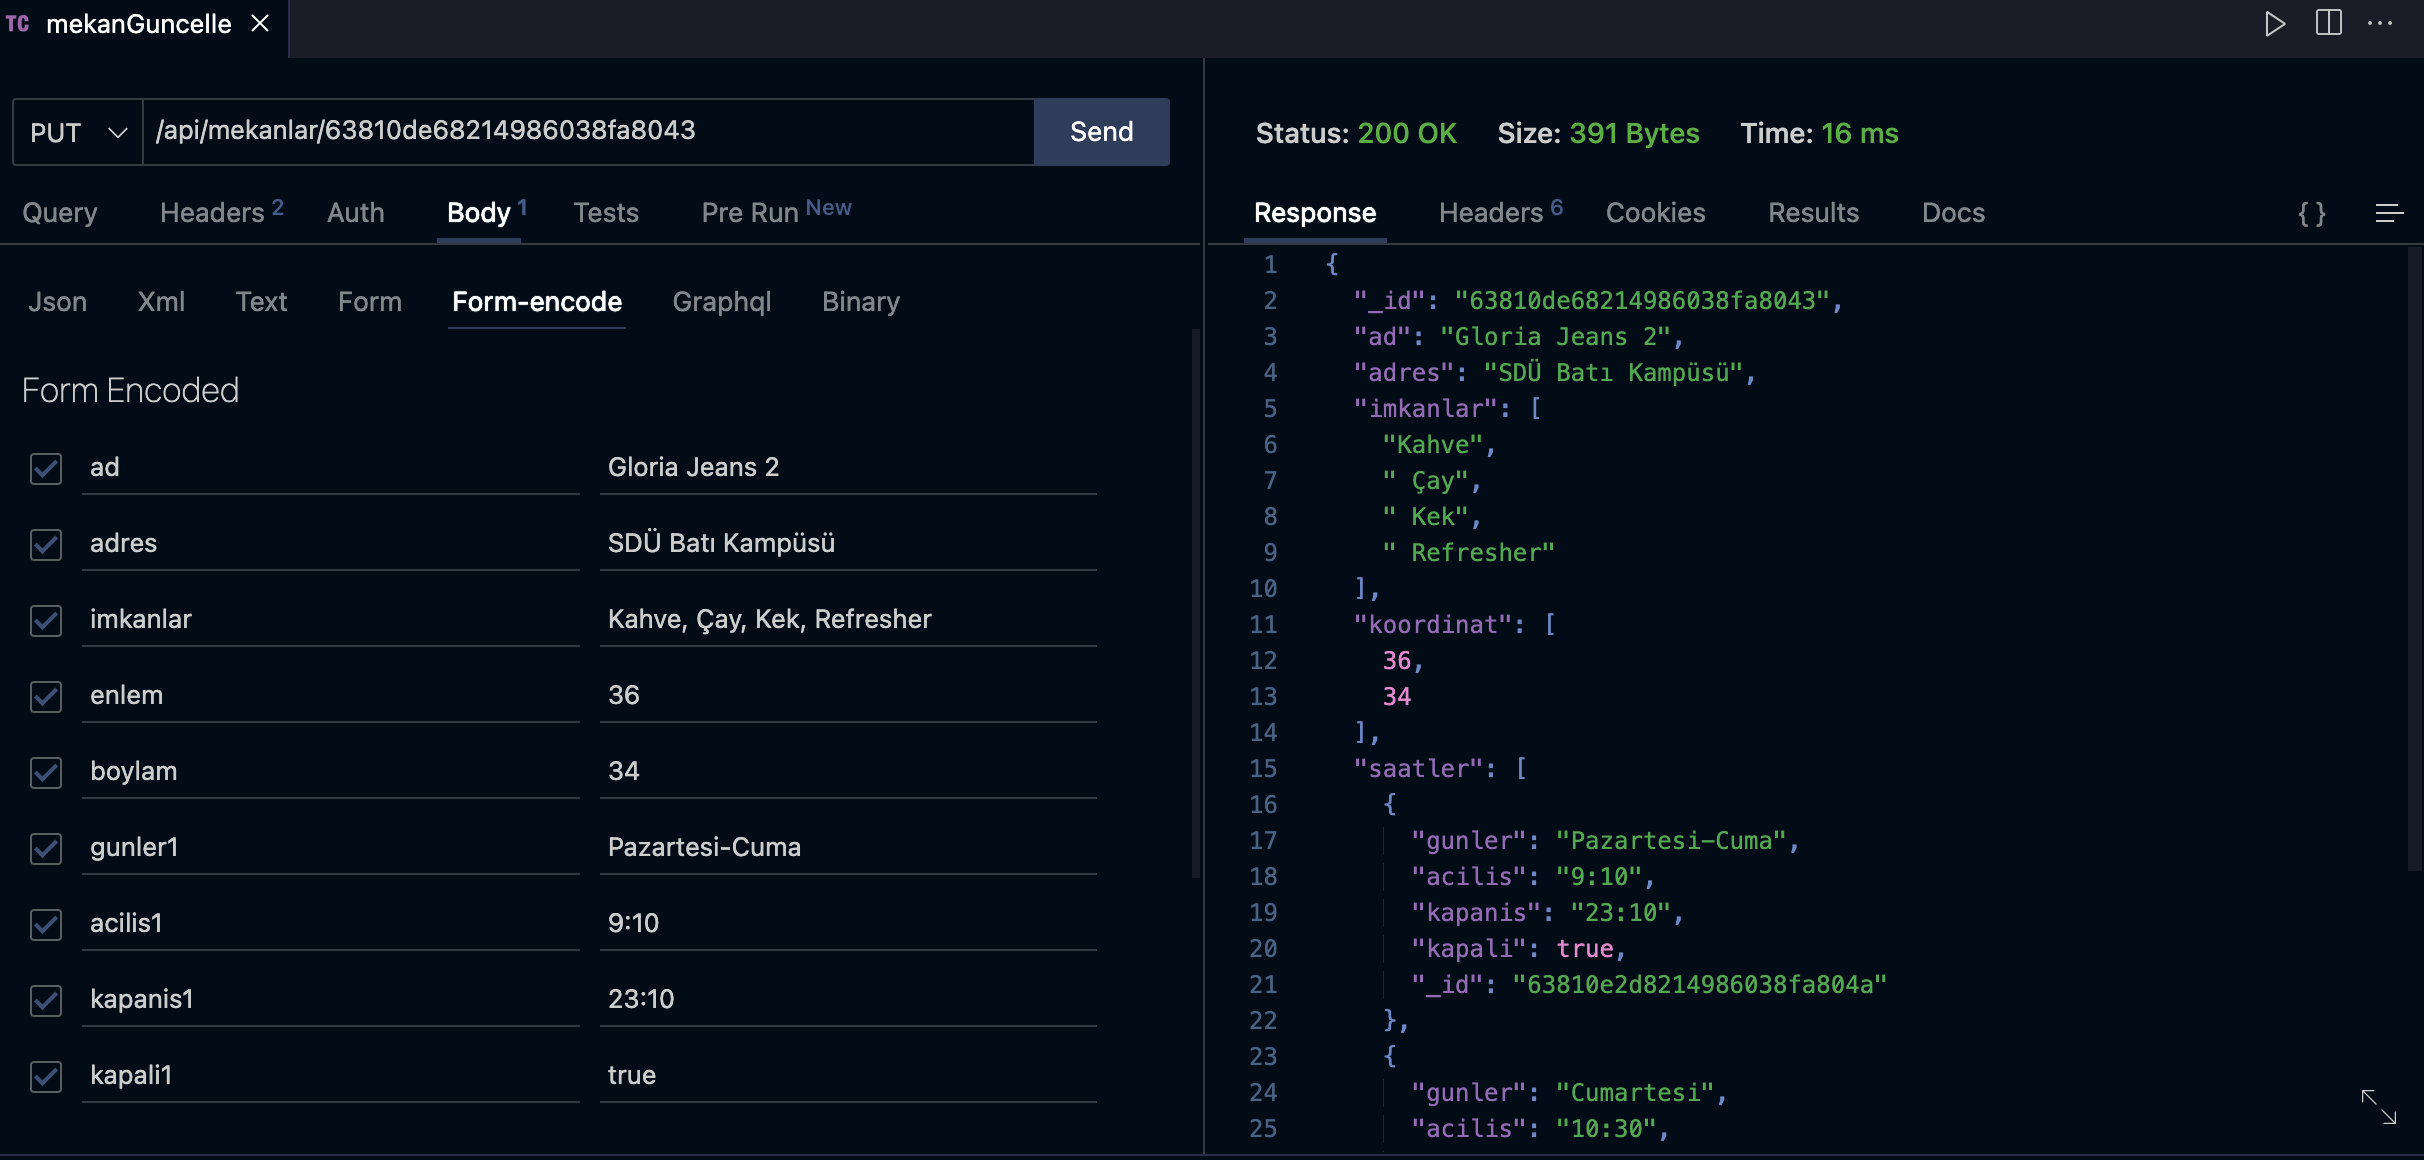 TC mekanGuncelle
PUT /api/mekanlar/63810de68214986038fa8043 Send
Query Headers 2 Auth Body 1 Tests Pre Run New
Json Xml Text Form Form-encode Graphql Binary
Form Encoded
ad Gloria Jeans 2
adres SDÜ Batı Kampüsü
imkanlar Kahve, Çay, Kek, Refresher
enlem 36
boylam 34
gunler1 Pazartesi-Cuma
acilis1 9:10
kapanis1 23:10
kapali1 true
Status: 200 OK Size: 391 Bytes Time: 16 ms
Response Headers 6 Cookies Results Docs { }
1 {
2 "_id": "63810de68214986038fa8043",
3 "ad": "Gloria Jeans 2",
4 "adres": "SDÜ Batı Kampüsü",
5 "imkanlar": [
6 "Kahve",
7 " Çay",
8 " Kek",
9 " Refresher"
10 ],
11 "koordinat": [
12 36,
13 34
14 ],
15 "saatler": [
16 {
17 "gunler": "Pazartesi-Cuma",
18 "acilis": "9:10",
19 "kapanis": "23:10",
20 "kapali": true,
21 "_id": "63810e2d8214986038fa804a"
22 },
23 {
24 "gunler": "Cumartesi",
25 "acilis": "10:30",